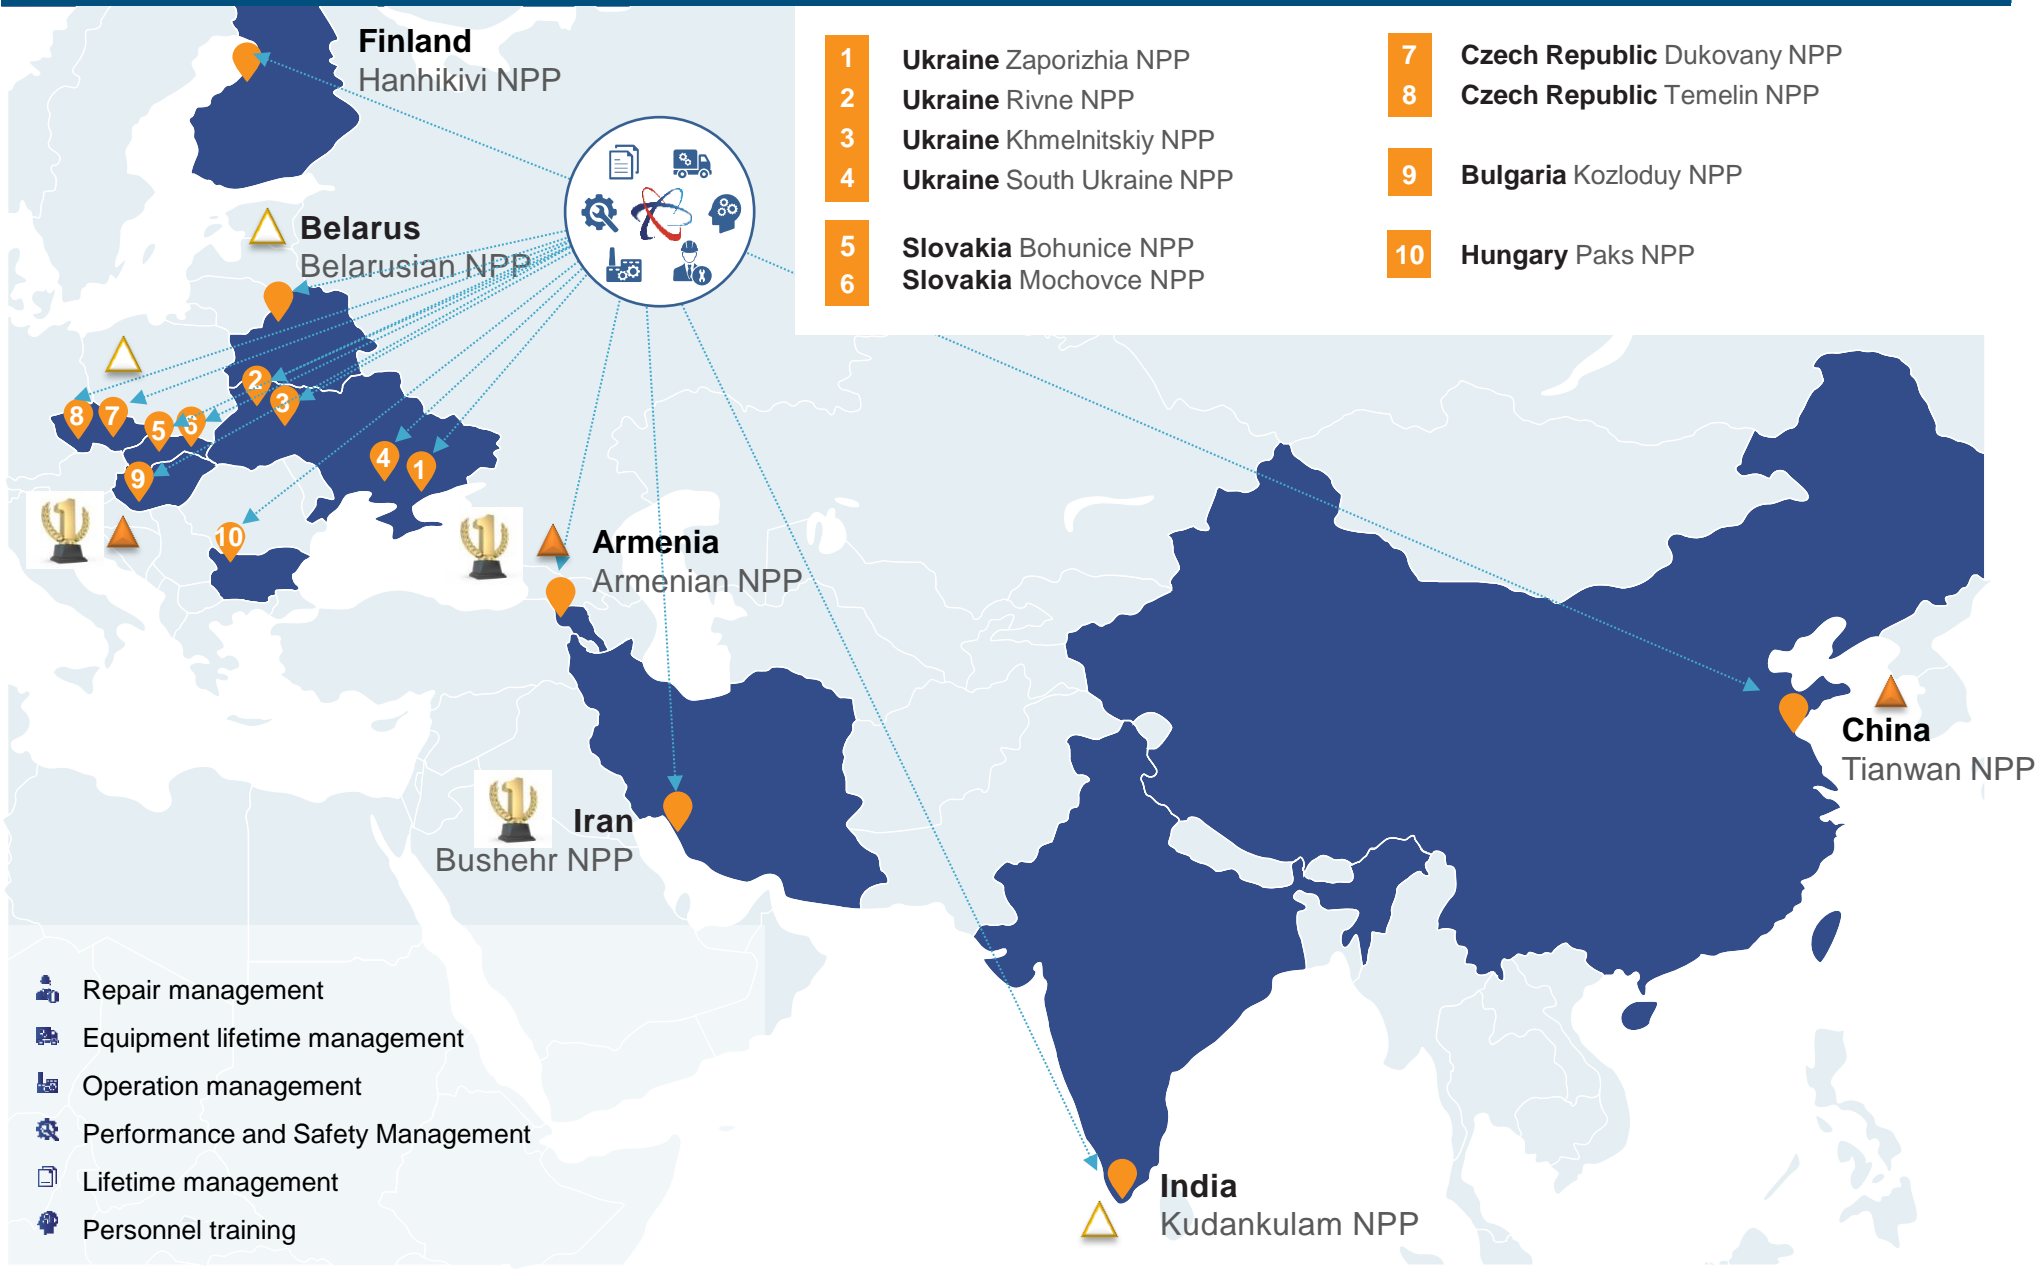 Finland
Hanhikivi NPP
1 Ukraine Zaporizhia NPP
2 Ukraine Rivne NPP
3 Ukraine Khmelnitskiy NPP
4 Ukraine South Ukraine NPP
5 Slovakia Bohunice NPP
6 Slovakia Mochovce NPP
7 Czech Republic Dukovany NPP
8 Czech Republic Temelin NPP
9 Bulgaria Kozloduy NPP
10 Hungary Paks NPP
Belarus
Belarusian NPP
2
3
8
7
5
6
4
1
9
10
1
1
Armenia
Armenian NPP
China
Tianwan NPP
1
Iran
Bushehr NPP
Repair management
Equipment lifetime management
Operation management
Performance and Safety Management
Lifetime management
Personnel training
India
Kudankulam NPP